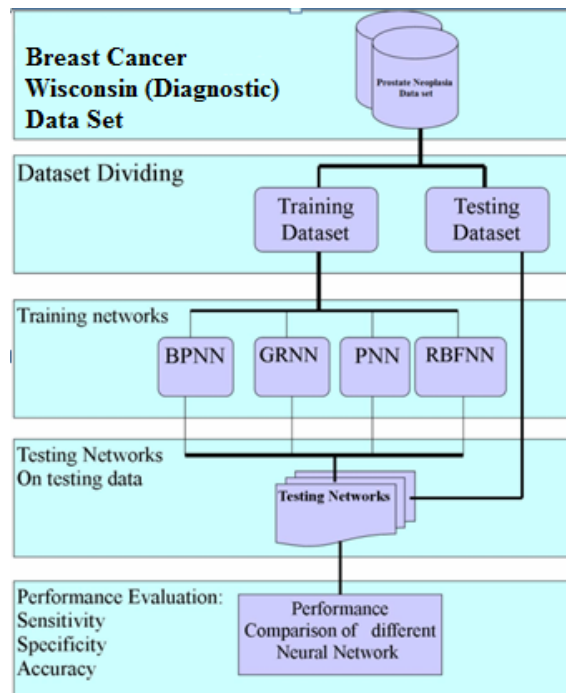 Breast Cancer
Wisconsin (Diagnostic)
Data Set
Prostate Neoplasia
Data set
Dataset Dividing
Training
Dataset
Testing
Dataset
Training networks
BPNN
GRNN
PNN
RBFNN
Testing Networks
On testing data
Testing Networks
Performance Evaluation:
Sensitivity
Specificity
Accuracy
Performance
Comparison of different
Neural Network